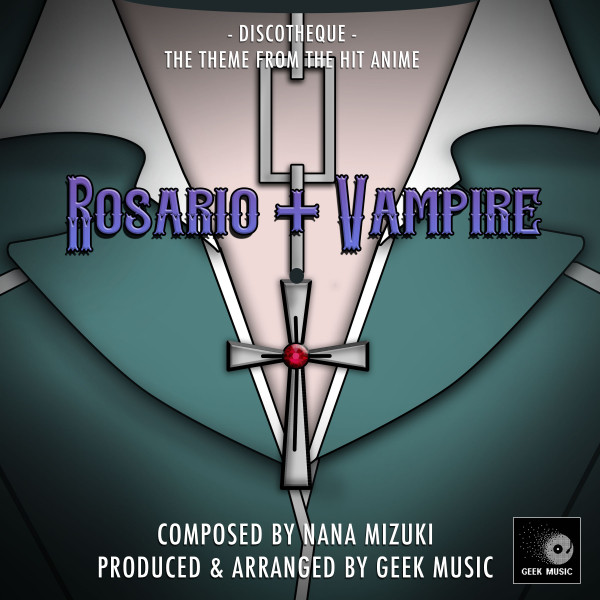 - DISCOTHEQUE -
THE THEME FROM THE HIT ANIME
ROSARIO + VAMPIRE
COMPOSED BY NANA MIZUKI
PRODUCED & ARRANGED BY GEEK MUSIC
GEEK MUSIC